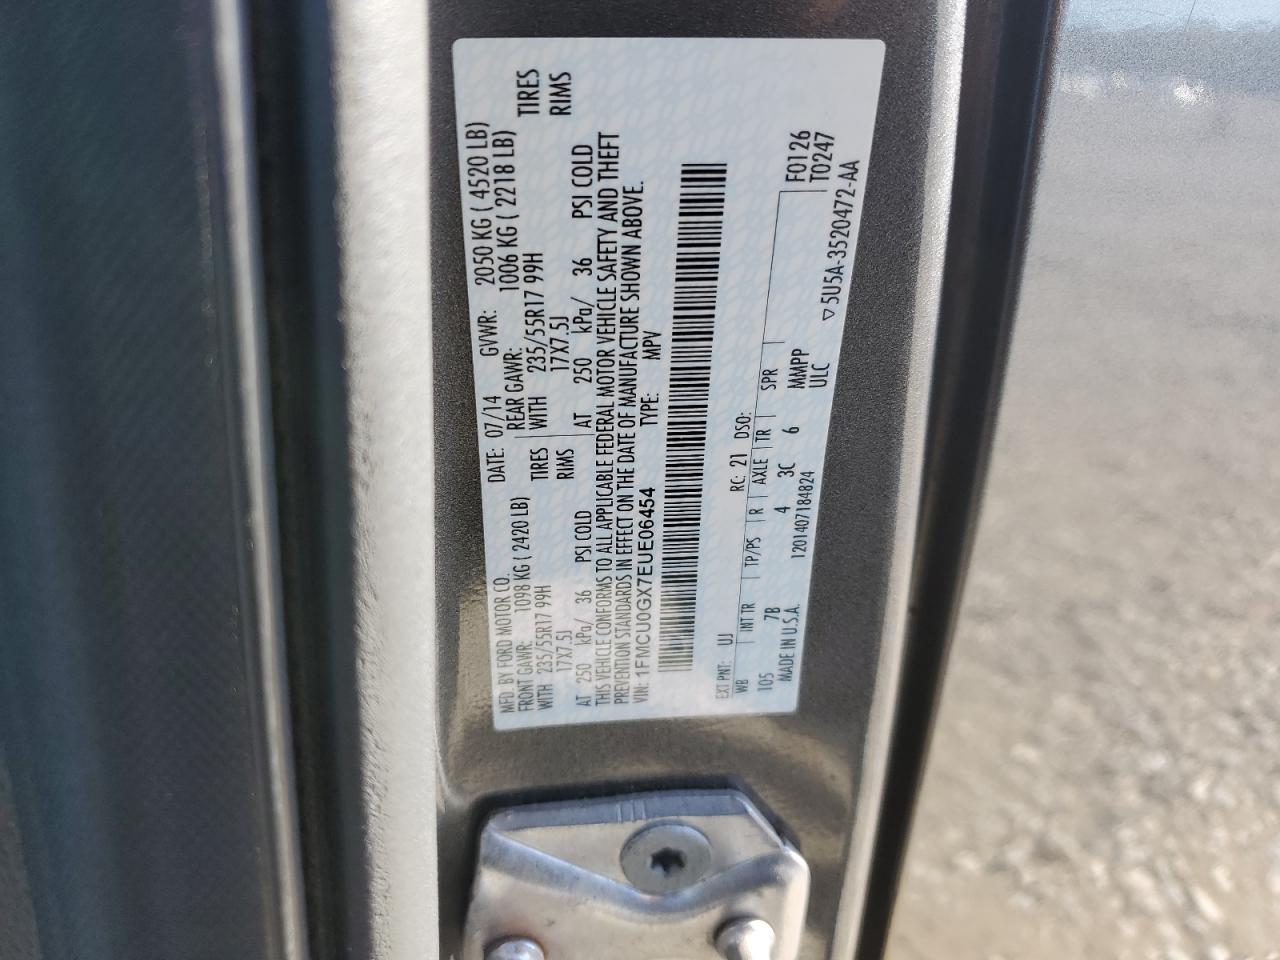 MFD. BY FORD MOTOR CO. DATE: 07/14 GVWR: 2050 KG ( 4520 LB)
FRONT GAWR: 1098 KG ( 2420 LB) REAR GAWR: 1006 KG ( 2218 LB)
WITH 235/55R17 99H TIRES WITH 235/55R17 99H TIRES
17X7.5J RIMS 17X7.5J RIMS
AT 250 kPa/ 36 PSI COLD AT 250 kPa/ 36 PSI COLD
THIS VEHICLE CONFORMS TO ALL APPLICABLE FEDERAL MOTOR VEHICLE SAFETY AND THEFT
PREVENTION STANDARDS IN EFFECT ON THE DATE OF MANUFACTURE SHOWN ABOVE.
VIN: 1FMCU0GX7EUE06454 TYPE: MPV
EXT PNT: UJ RC: 21 DSO:
WB INT TR TP/PS R AXLE TR SPR F0126
105 7B 4 3C 6 MMPP T0247
MADE IN U.S.A. 1201407184824 ULC ▽5U5A-3520472-AA